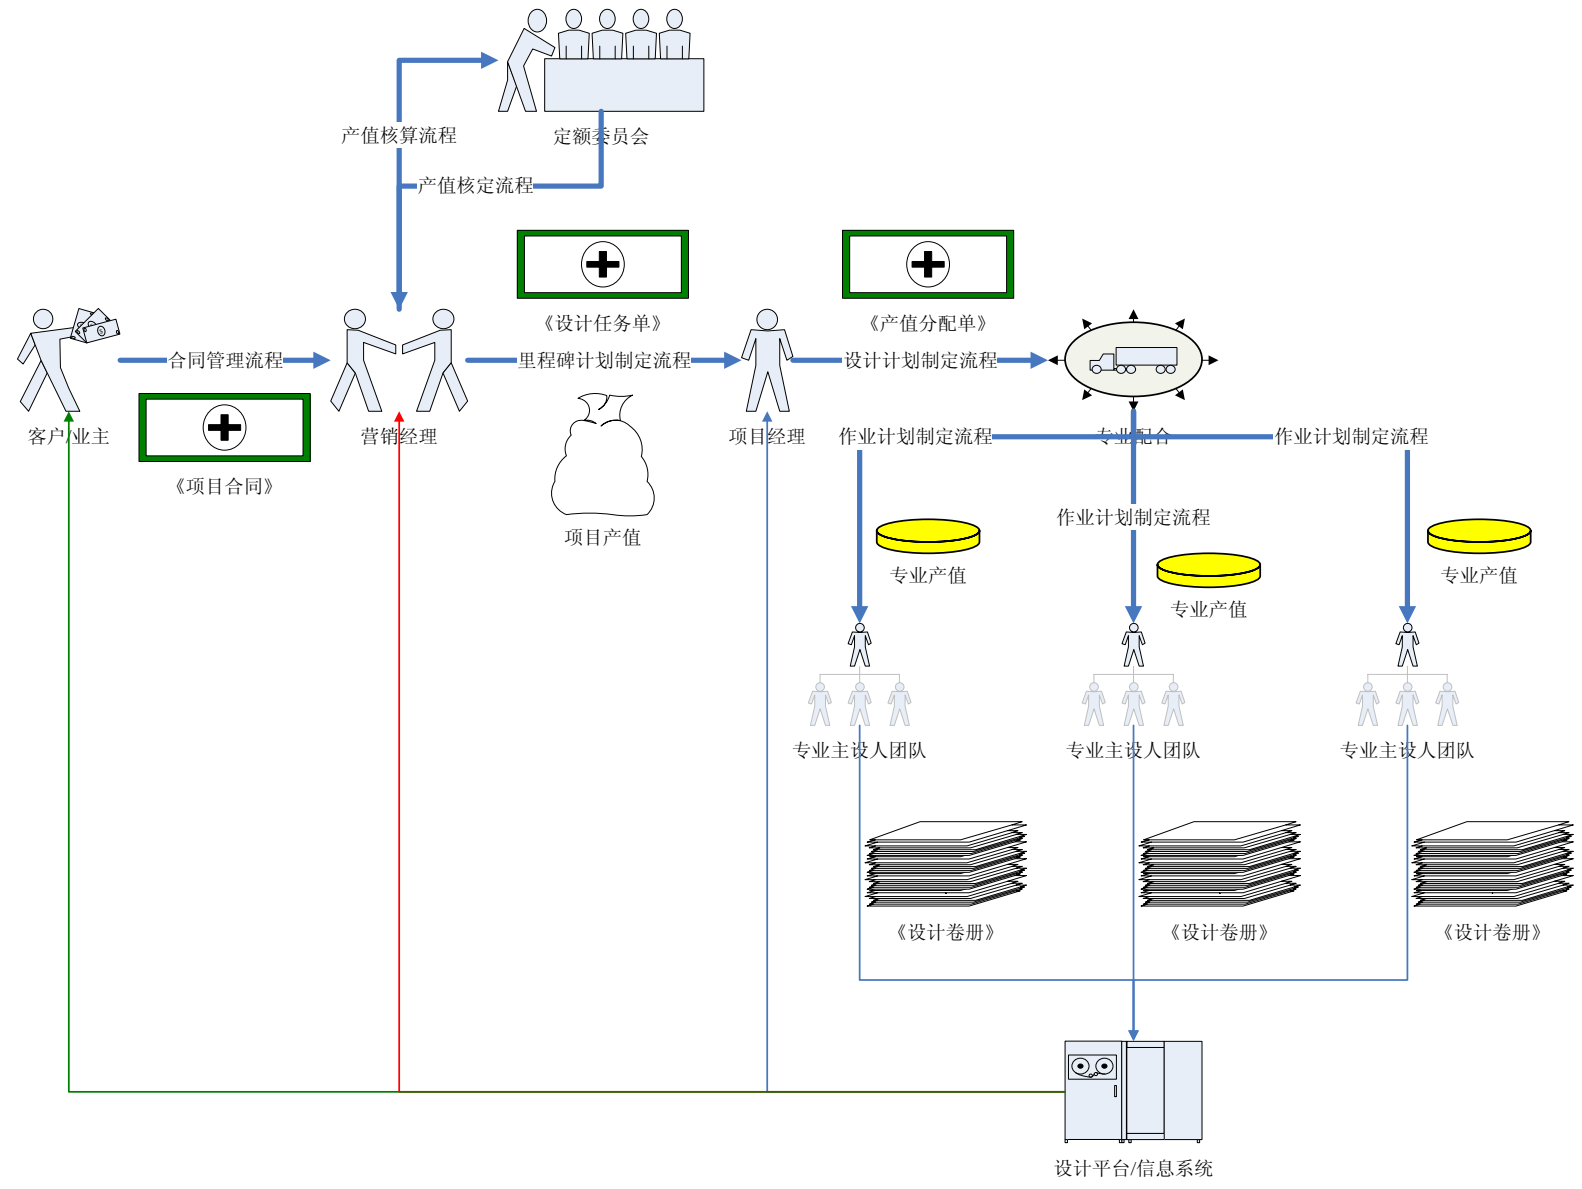 产值核算流程
定额委员会
产值核定流程
《设计任务单》
《产值分配单》
合同管理流程
里程碑计划制定流程
设计计划制定流程
客户/业主
营销经理
项目经理
作业计划制定流程
专业配合
作业计划制定流程
《项目合同》
项目产值
作业计划制定流程
专业产值
专业产值
专业产值
专业主设人团队
专业主设人团队
专业主设人团队
《设计卷册》
《设计卷册》
《设计卷册》
设计平台/信息系统